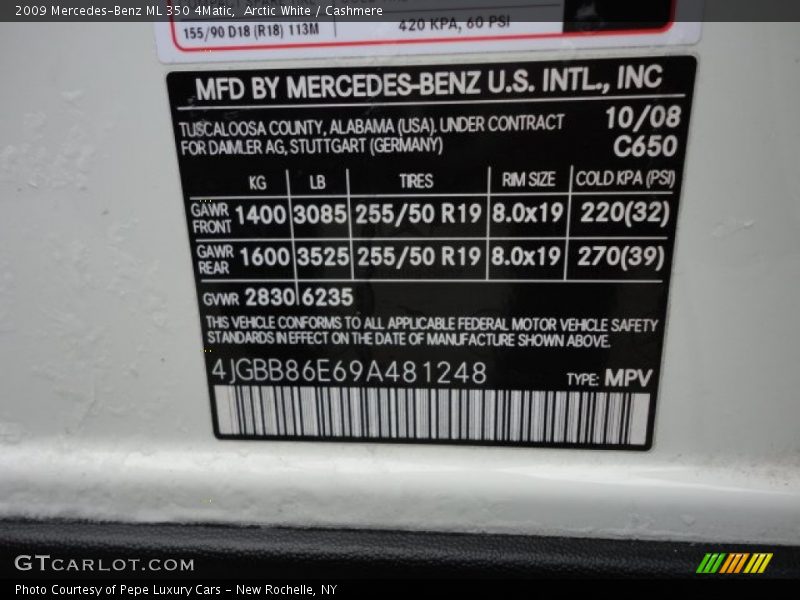 2009 Mercedes-Benz ML 350 4Matic, Arctic White / Cashmere
155/90 D18 (R18) 113M
420 KPA, 60 PSI
MFD BY MERCEDES-BENZ U.S. INTL., INC
TUSCALOOSA COUNTY, ALABAMA (USA). UNDER CONTRACT
FOR DAIMLER AG, STUTTGART (GERMANY)
10/08
C650
KG LB TIRES RIM SIZE COLD KPA (PSI)
GAWR FRONT 1400 3085 255/50 R19 8.0x19 220(32)
GAWR REAR 1600 3525 255/50 R19 8.0x19 270(39)
GVWR 2830 6235
THIS VEHICLE CONFORMS TO ALL APPLICABLE FEDERAL MOTOR VEHICLE SAFETY
STANDARDS IN EFFECT ON THE DATE OF MANUFACTURE SHOWN ABOVE.
4JGBB86E69A481248 TYPE: MPV
GTCARLOT.COM
Photo Courtesy of Pepe Luxury Cars - New Rochelle, NY